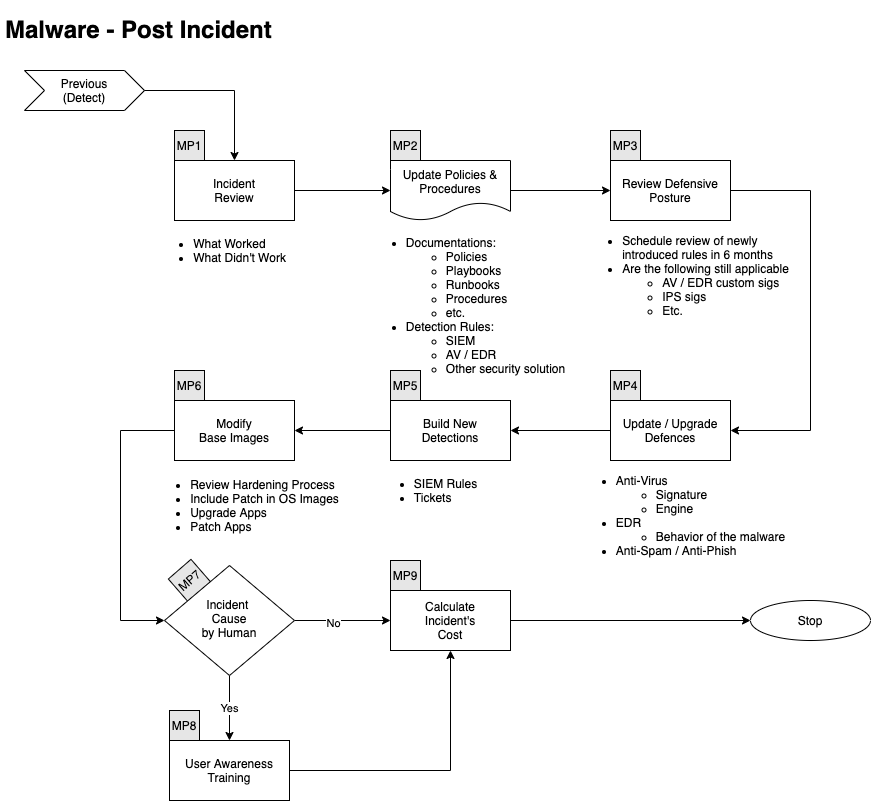 Malware - Post Incident
Previous
(Detect)
MP1
Incident
Review
What Worked
What Didn't Work
MP2
Update Policies &
Procedures
Documentations:
Policies
Playbooks
Runbooks
Procedures
etc.
Detection Rules:
SIEM
AV / EDR
Other security solution
MP3
Review Defensive
Posture
Schedule review of newly
introduced rules in 6 months
Are the following still applicable
AV / EDR custom sigs
IPS sigs
Etc.
MP4
Update / Upgrade
Defences
Anti-Virus
Signature
Engine
EDR
Behavior of the malware
Anti-Spam / Anti-Phish
MP5
Build New
Detections
SIEM Rules
Tickets
MP6
Modify
Base Images
Review Hardening Process
Include Patch in OS Images
Upgrade Apps
Patch Apps
MP7
Incident
Cause
by Human
No
Yes
MP8
User Awareness
Training
MP9
Calculate
Incident's
Cost
Stop